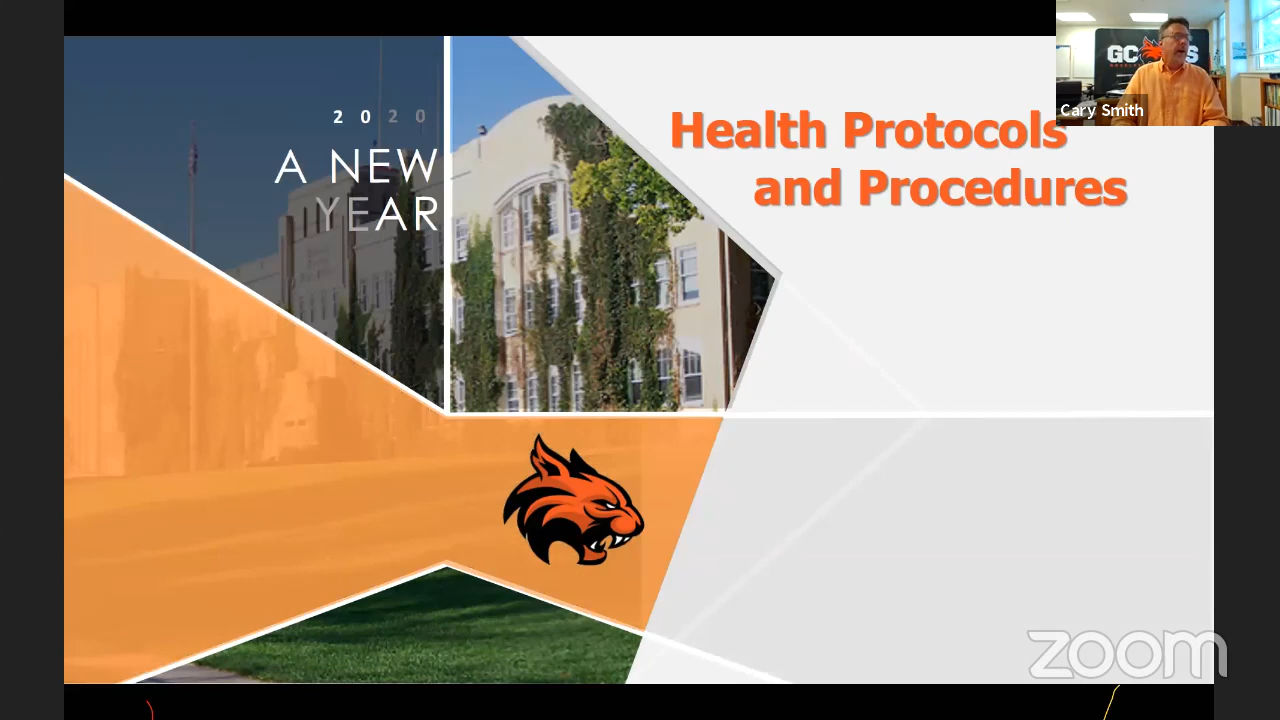 2020
A NEW
YEAR
Health Protocols
and Procedures
Cary Smith
zoom